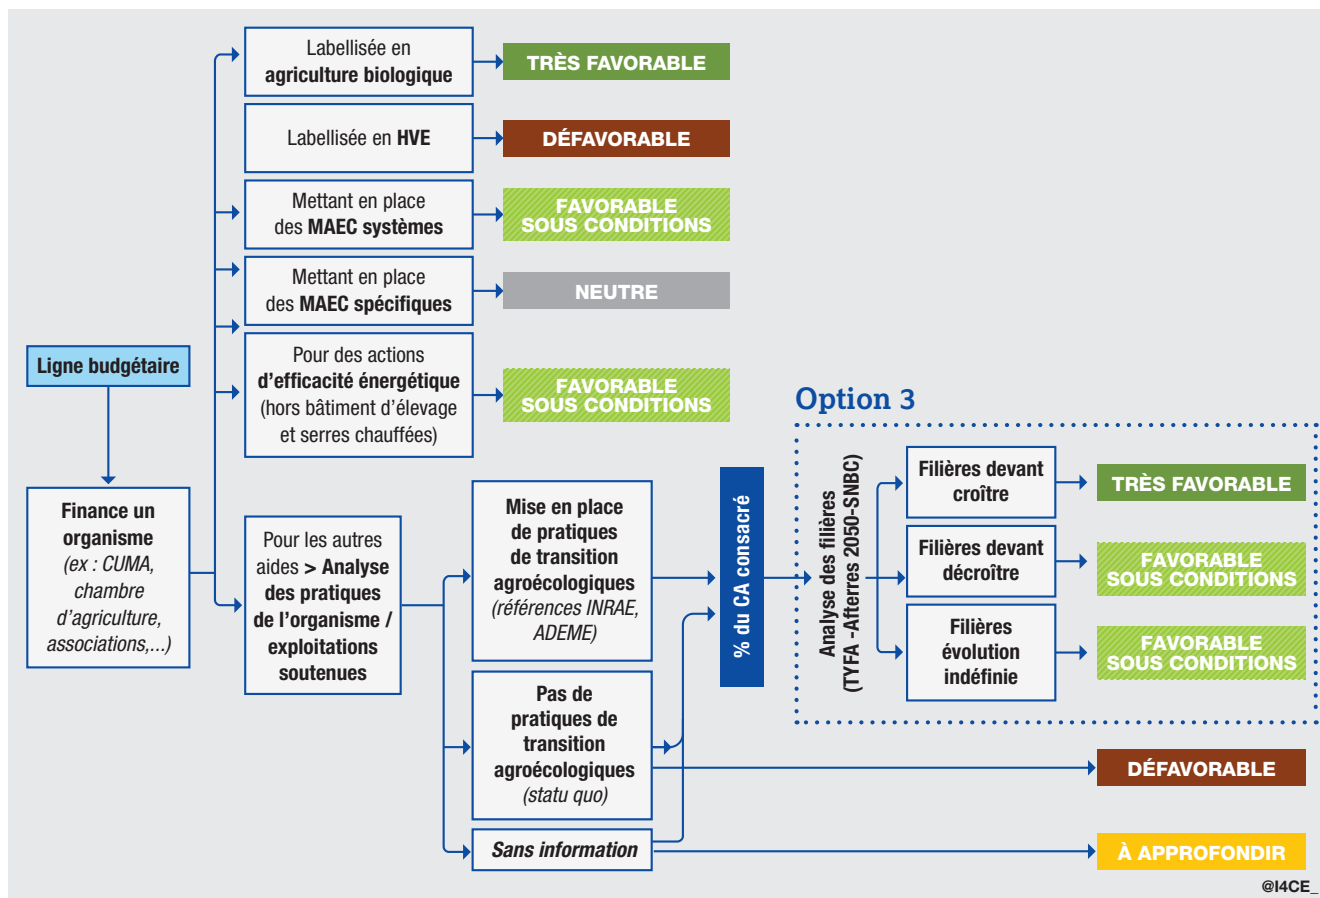 Labellisée en
agriculture biologique
TRÈS FAVORABLE
Labellisée en HVE
DÉFAVORABLE
Mettant en place
des MAEC systèmes
FAVORABLE
SOUS CONDITIONS
Mettant en place
des MAEC spécifiques
NEUTRE
Ligne budgétaire
Pour des actions
d'efficacité énergétique
(hors bâtiment d'élevage
et serres chauffées)
FAVORABLE
SOUS CONDITIONS
Finance un
organisme
(ex : CUMA,
chambre
d'agriculture,
associations,...)
Pour les autres
aides > Analyse
des pratiques
de l'organisme /
exploitations
soutenues
Mise en place
de pratiques
de transition
agroécologiques
(références INRAE,
ADEME)
Pas de
pratiques de
transition
agroécologiques
(statu quo)
Sans information
% du CA consacré
Option 3
Analyse des filières
(TYFA -Afterres 2050-SNBC)
Filières devant
croître
TRÈS FAVORABLE
Filières devant
décroître
FAVORABLE
SOUS CONDITIONS
Filières
évolution
indéfinie
FAVORABLE
SOUS CONDITIONS
DÉFAVORABLE
À APPROFONDIR
@I4CE_